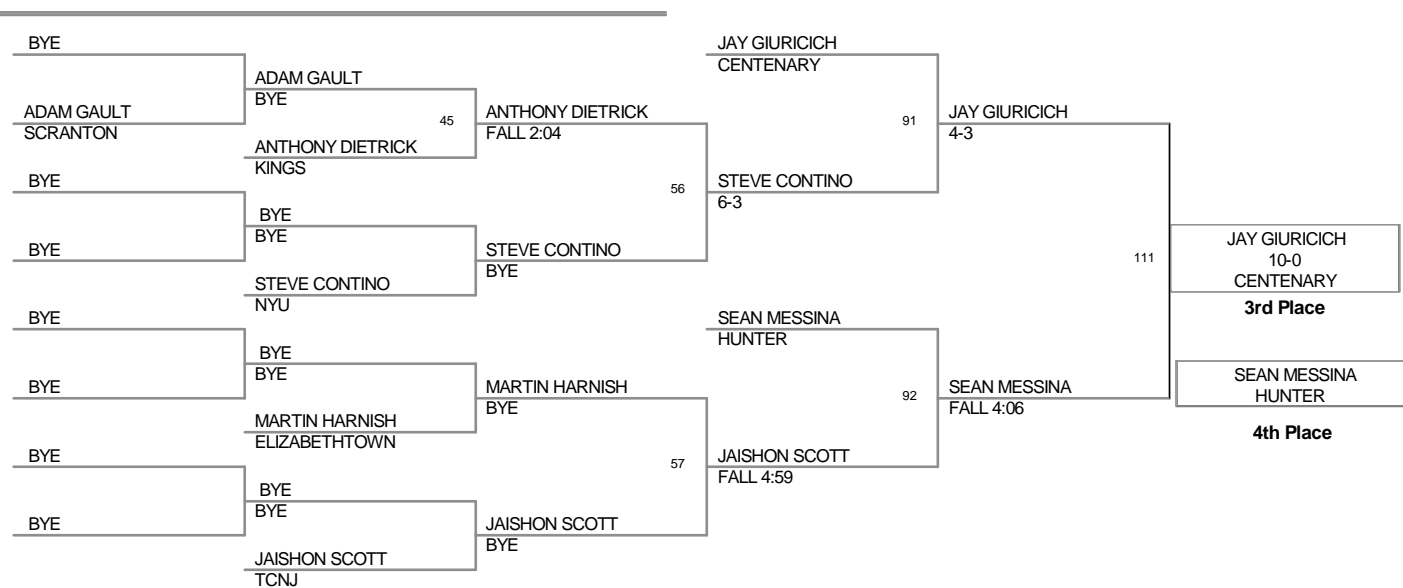 BYE
ADAM GAULT
SCRANTON
BYE
BYE
BYE
BYE
BYE
BYE
ADAM GAULT
BYE
45
ANTHONY DIETRICK
KINGS
BYE
BYE
STEVE CONTINO
NYU
BYE
BYE
MARTIN HARNISH
ELIZABETHTOWN
BYE
BYE
JAISHON SCOTT
TCNJ
ANTHONY DIETRICK
FALL 2:04
56
STEVE CONTINO
BYE
MARTIN HARNISH
BYE
57
JAISHON SCOTT
BYE
JAY GIURICICH
CENTENARY
91
STEVE CONTINO
6-3
SEAN MESSINA
HUNTER
92
JAISHON SCOTT
FALL 4:59
JAY GIURICICH
4-3
111
SEAN MESSINA
FALL 4:06
JAY GIURICICH
10-0
CENTENARY
3rd Place
SEAN MESSINA
HUNTER
4th Place